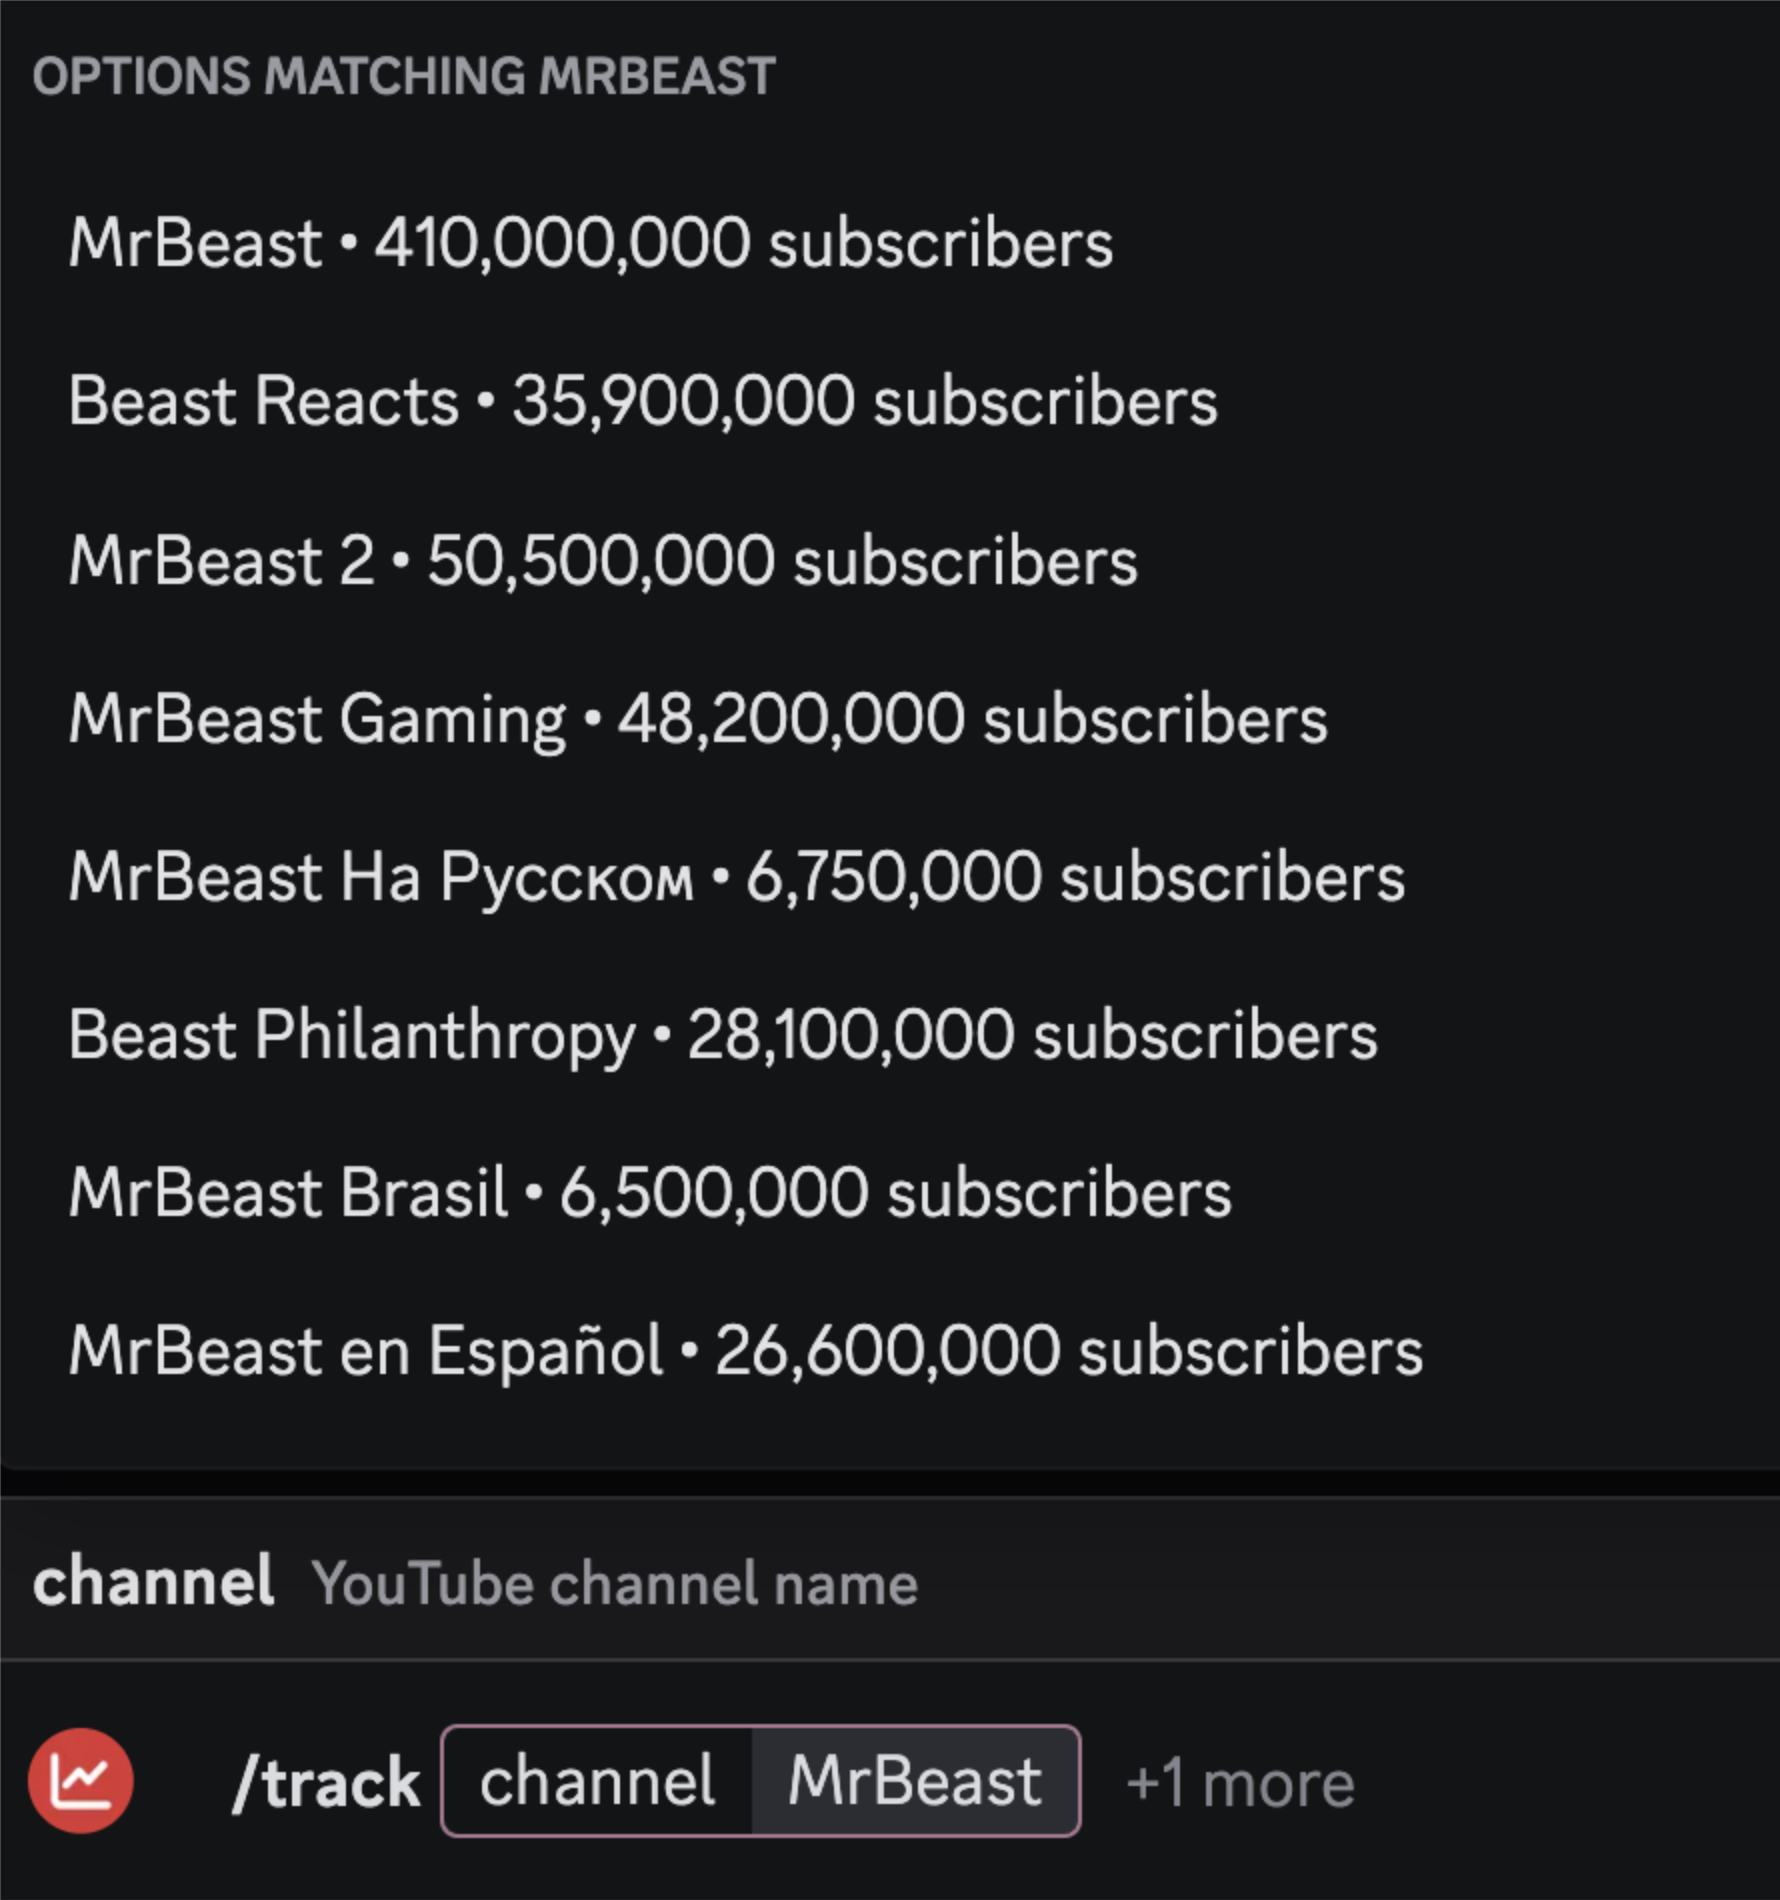 OPTIONS MATCHING MRBEAST
MrBeast • 410,000,000 subscribers
Beast Reacts • 35,900,000 subscribers
MrBeast 2 • 50,500,000 subscribers
MrBeast Gaming • 48,200,000 subscribers
MrBeast На Русском • 6,750,000 subscribers
Beast Philanthropy • 28,100,000 subscribers
MrBeast Brasil • 6,500,000 subscribers
MrBeast en Español • 26,600,000 subscribers
channel YouTube channel name
/track channel MrBeast +1 more